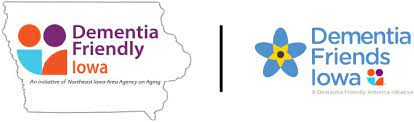 Dementia
Friendly
Iowa
An initiative of Northeast Iowa Area Agency on Aging
Dementia
Friends
Iowa
A Dementia Friendly America Initiative